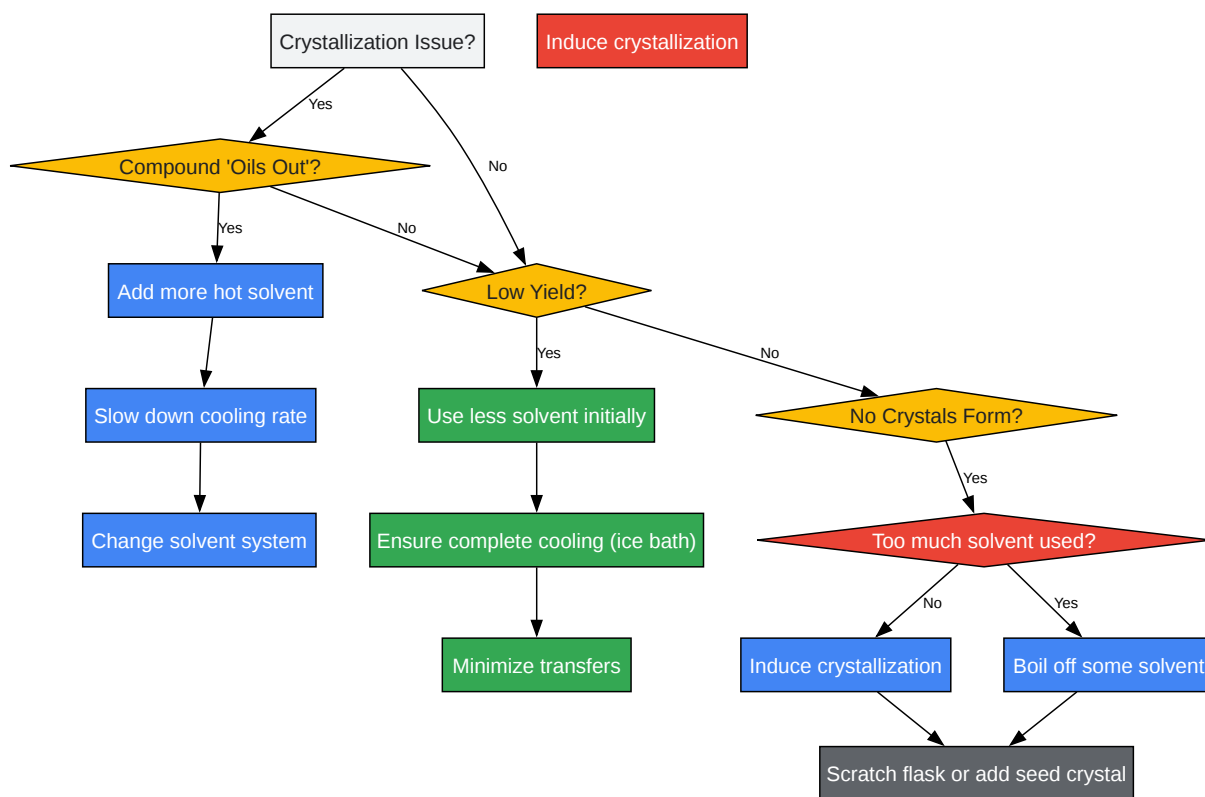 Crystallization Issue?
Induce crystallization
Yes
No
Compound 'Oils Out'?
Yes
No
Add more hot solvent
Low Yield?
Yes
No
Slow down cooling rate
Use less solvent initially
No Crystals Form?
Yes
Change solvent system
Ensure complete cooling (ice bath)
Too much solvent used?
No
Yes
Minimize transfers
Induce crystallization
Boil off some solvent
Scratch flask or add seed crystal